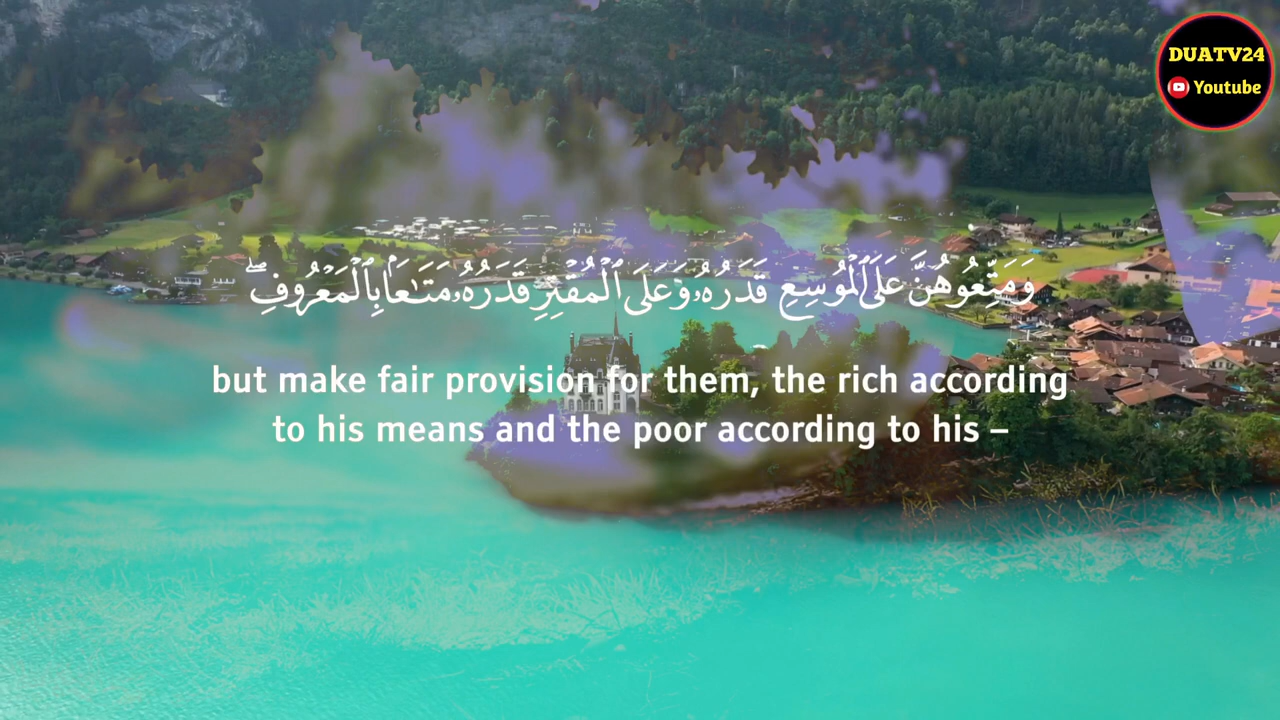 DUATV24
Youtube
وَمَتِّعُوهُنَّ عَلَى ٱلْمُوسِعِ قَدَرُهُۥ وَعَلَى ٱلْمُقْتِرِ قَدَرُهُۥ مَتَـٰعًۢا بِٱلْمَعْرُوفِ ۖ
but make fair provision for them, the rich according
to his means and the poor according to his –